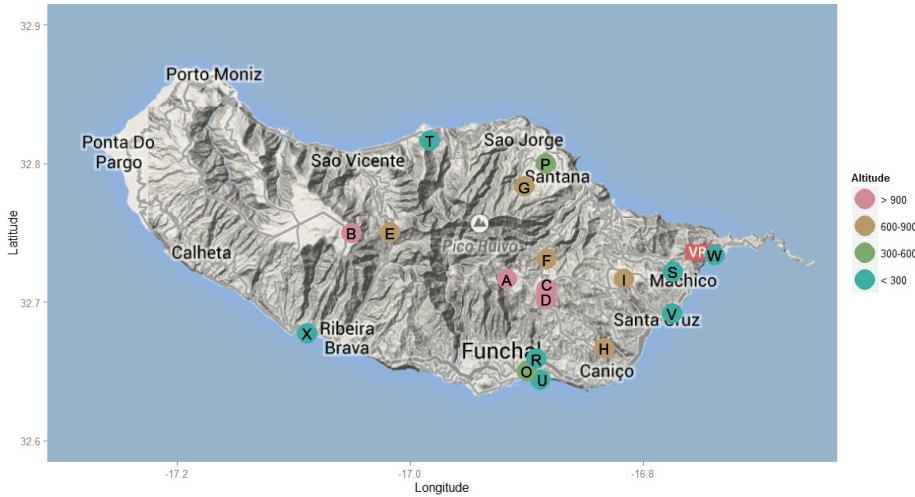 32.9
Porto Moniz
Ponta Do
Pargo
T
Sao Jorge
32.8
Sao Vicente
P
Santana
G
Latitude
B
E
Pico Ruivo
Calheta
F
VR
W
S
Machico
A
C
I
D
32.7
V
Santa Cruz
X
Ribeira
Brava
H
Funchal
R
O
U
Caniço
32.6
-17.2
-17.0
-16.8
Longitude
Altitude
> 900
600-900
300-600
< 300